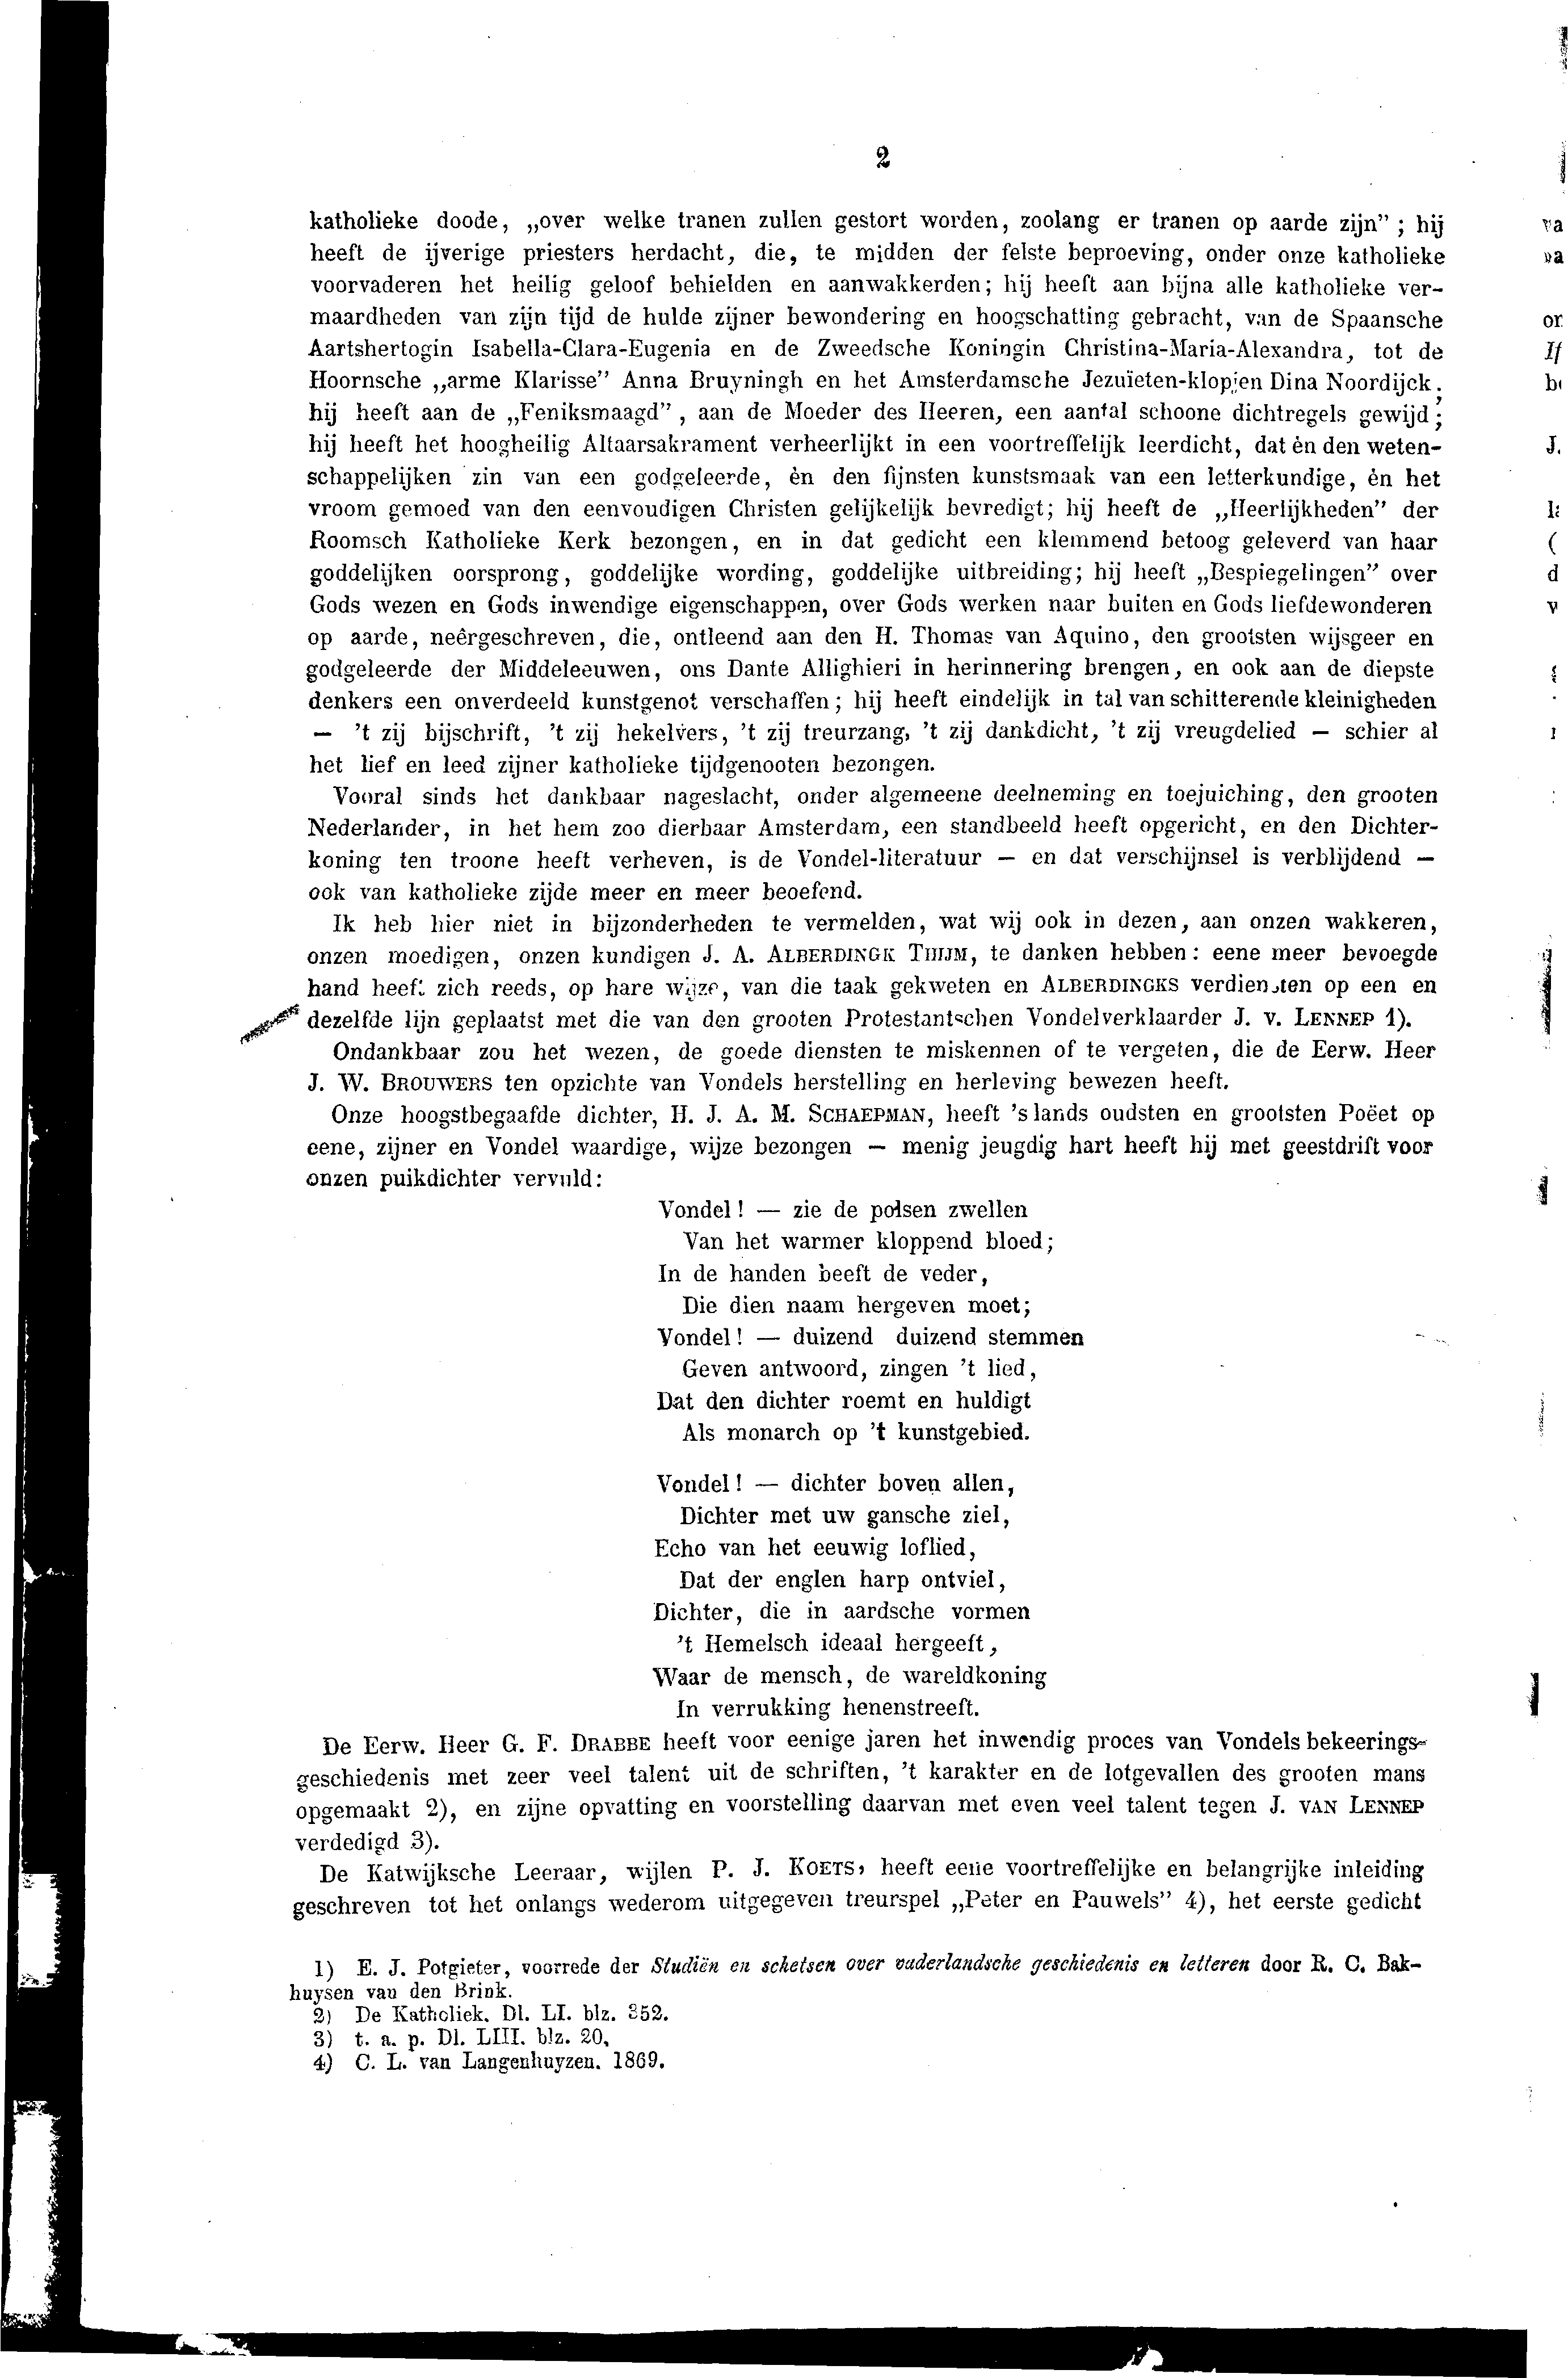 2
katholieke doode, „over welke tranen zullen gestort worden, zoolang er tranen op aarde zijn” ; hij
heeft de ijverige priesters herdacht, die, te midden der felste beproeving, onder onze katholieke
voorvaderen het heilig geloof behielden en aanwakkerden; hij heeft aan bijna alle katholieke ver-
maardheden van zijn tijd de hulde zijner bewondering en hoogschatting gebracht, van de Spaansche
Aartshertogin Isabella-Clara-Eugenia en de Zweedsche Koningin Christina-Maria-Alexandra, tot de
Hoornsche „arme Klarisse” Anna Bruyningh en het Amsterdamsche Jezuïeten-klopjen Dina Noordijck;
hij heeft aan de „Feniksmaagd”, aan de Moeder des Heeren, een aantal schoone dichtregels gewijd;
hij heeft het hoogheilig Altaarsakrament verheerlijkt in een voortreffelijk leerdicht, dat èn den weten-
schappelijken zin van een godgeleerde, èn den fijnsten kunstsmaak van een letterkundige, èn het
vroom gemoed van den eenvoudigen Christen gelijkelijk bevredigt; hij heeft de „Heerlijkheden” der
Roomsch Katholieke Kerk bezongen, en in dat gedicht een klemmend betoog geleverd van haar
goddelijken oorsprong, goddelijke wording, goddelijke uitbreiding; hij heeft „Bespiegelingen” over
Gods wezen en Gods inwendige eigenschappen, over Gods werken naar buiten en Gods liefdewonderen
op aarde, neêrgeschreven, die, ontleend aan den H. Thomas van Aquino, den grootsten wijsgeer en
godgeleerde der Middeleeuwen, ons Dante Allighieri in herinnering brengen, en ook aan de diepste
denkers een onverdeeld kunstgenot verschaffen; hij heeft eindelijk in tal van schitterende kleinigheden
— 't zij bijschrift, 't zij hekelvers, 't zij treurzang, 't zij dankdicht, 't zij vreugdelied — schier al
het lief en leed zijner katholieke tijdgenooten bezongen.
Vooral sinds het dankbaar nageslacht, onder algemeene deelneming en toejuiching, den grooten
Nederlander, in het hem zoo dierbaar Amsterdam, een standbeeld heeft opgericht, en den Dichter-
koning ten troone heeft verheven, is de Vondel-literatuur — en dat verschijnsel is verblijdend —
ook van katholieke zijde meer en meer beoefend.
Ik heb hier niet in bijzonderheden te vermelden, wat wij ook in dezen, aan onzen wakkeren,
onzen moedigen, onzen kundigen J. A. ALBERDINGK THIJM, te danken hebben: eene meer bevoegde
hand heeft zich reeds, op hare wijze, van die taak gekweten en ALBERDINGKS verdiensten op een en
dezelfde lijn geplaatst met die van den grooten Protestantschen Vondelverklaarder J. V. LENNEP 1).
Ondankbaar zou het wezen, de goede diensten te miskennen of te vergeten, die de Eerw. Heer
J. W. BROUWERS ten opzichte van Vondels herstelling en herleving bewezen heeft.
Onze hoogstbegaafde dichter, H. J. A. M. SCHAEPMAN, heeft 's lands oudsten en grootsten Poëet op
eene, zijner en Vondel waardige, wijze bezongen — menig jeugdig hart heeft hij met geestdrift voor
onzen puikdichter vervuld:
Vondel! — zie de polsen zwellen
Van het warmer kloppend bloed;
In de handen beeft de veder,
Die dien naam hergeven moet;
Vondel! — duizend duizend stemmen
Geven antwoord, zingen 't lied,
Dat den dichter roemt en huldigt
Als monarch op 't kunstgebied.
Vondel! — dichter boven allen,
Dichter met uw gansche ziel,
Echo van het eeuwig loflied,
Dat der englen harp ontviel,
Dichter, die in aardsche vormen
't Hemelsch ideaal hergeeft,
Waar de mensch, de wareldkoning
In verrukking henenstreeft.
De Eerw. Heer G. F. DRABBE heeft voor eenige jaren het inwendig proces van Vondels bekeerings-
geschiedenis met zeer veel talent uit de schriften, 't karakter en de lotgevallen des grooten mans
opgemaakt 2), en zijne opvatting en voorstelling daarvan met even veel talent tegen J. VAN LENNEP
verdedigd 3).
De Katwijksche Leeraar, wijlen P. J. KOETS, heeft eene voortreffelijke en belangrijke inleiding
geschreven tot het onlangs wederom uitgegeven treurspel „Peter en Pauwels” 4), het eerste gedicht
1) E. J. Potgieter, voorrede der Studiën en schetsen over vaderlandsche geschiedenis en letteren door R. C. Bak-
huysen van den Brink.
2) De Katholiek. Dl. LI. blz. 352.
3) t. a. p. Dl. LIII. blz. 20.
4) C. L. van Langenhuyzen. 1869.